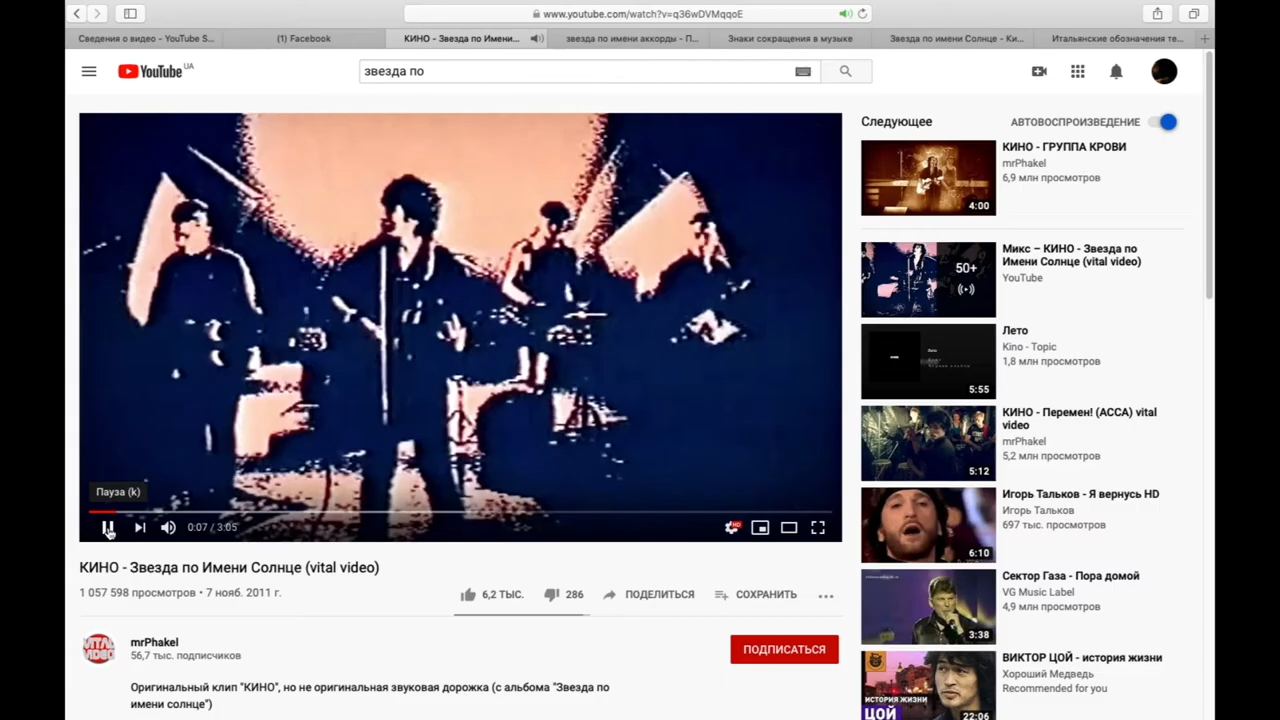 www.youtube.com/watch?v=q36wDVMqqoE
Сведения о видео - YouTube S...
(1) Facebook
КИНО - Звезда по Имени...
звезда по имени аккорды - П...
Знаки сокращения в музыке
Звезда по имени Солнце - Ки...
Итальянские обозначения те...
YouTube UA
звезда по
Пауза (k)
0:07 / 3:05
HD
КИНО - Звезда по Имени Солнце (vital video)
1 057 598 просмотров • 7 нояб. 2011 г.
6,2 ТЫС.
286
ПОДЕЛИТЬСЯ
СОХРАНИТЬ
VITAL VIDEO
mrPhakel
56,7 тыс. подписчиков
ПОДПИСАТЬСЯ
Оригинальный клип "КИНО", но не оригинальная звуковая дорожка (с альбома "Звезда по
имени солнце")
Следующее
АВТОВОСПРОИЗВЕДЕНИЕ
4:00
КИНО - ГРУППА КРОВИ
mrPhakel
6,9 млн просмотров
50+
Микс – КИНО - Звезда по
Имени Солнце (vital video)
YouTube
5:55
Лето
Kino - Topic
1,8 млн просмотров
5:12
КИНО - Перемен! (АССА) vital
video
mrPhakel
5,2 млн просмотров
6:10
Игорь Тальков - Я вернусь HD
Игорь Тальков
697 тыс. просмотров
3:38
Сектор Газа - Пора домой
VG Music Label
4,9 млн просмотров
ИСТОРИЯ ЖИЗНИ
ЦОЙ
22:06
ВИКТОР ЦОЙ - история жизни
Хороший Медведь
Recommended for you